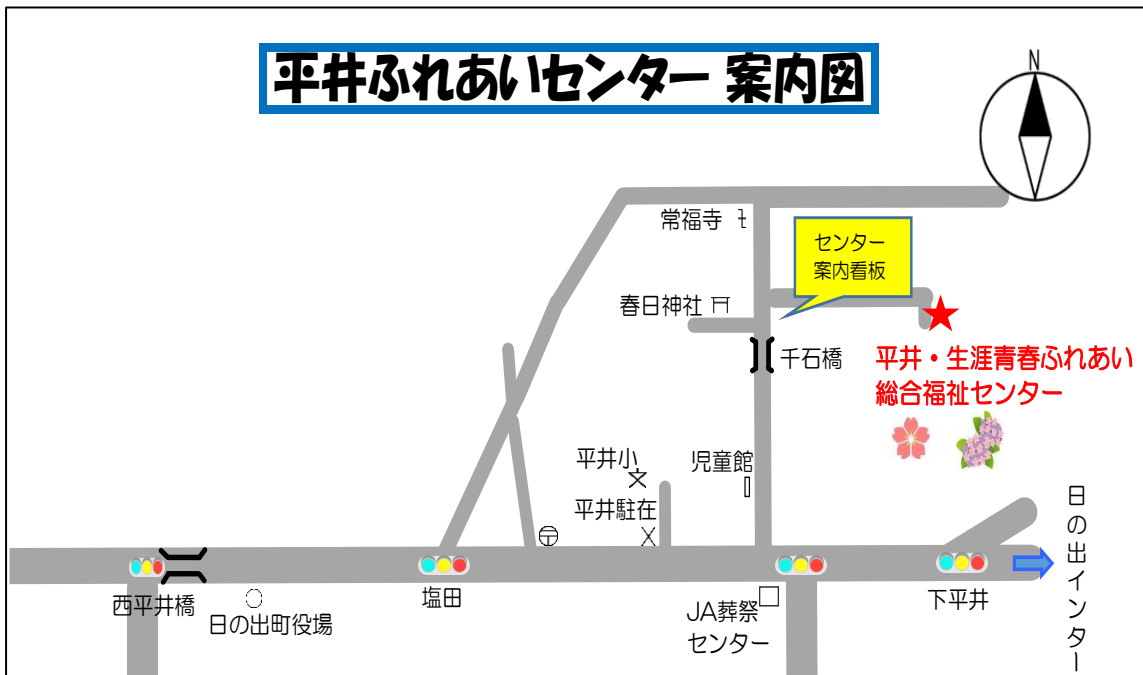 平井ふれあいセンター 案内図
N
常福寺
センター
案内看板
春日神社
千石橋
平井・生涯青春ふれあい
総合福祉センター
平井小
文
児童館
平井駐在
X
〒
日の出インター
西平井橋
日の出町役場
塩田
JA葬祭
センター
下平井